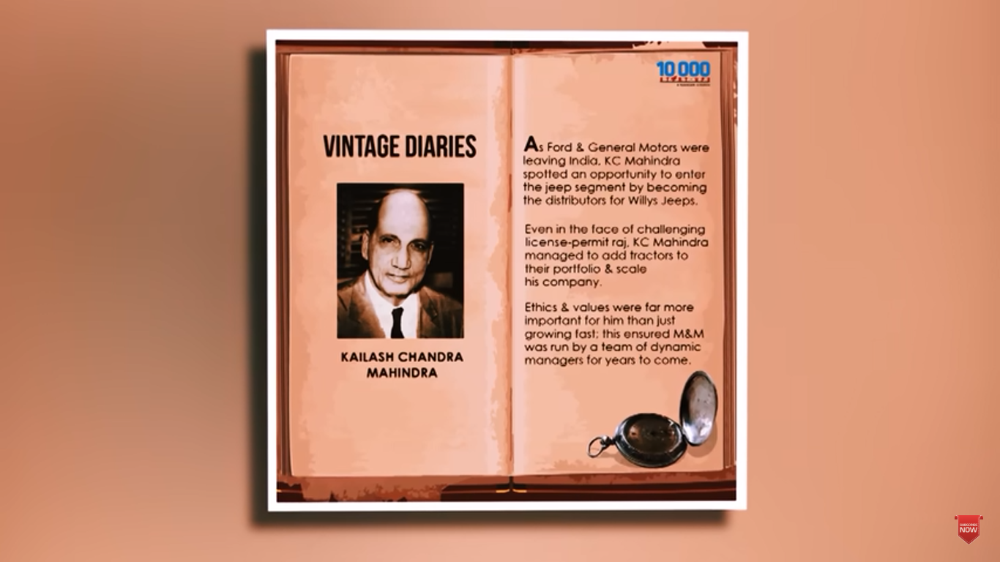 VINTAGE DIARIES
KAILASH CHANDRA
MAHINDRA
10 000
As Ford & General Motors were
leaving India, KC Mahindra
spotted an opportunity to enter
the jeep segment by becoming
the distributors for Willys Jeeps.
Even in the face of challenging
license-permit raj, KC Mahindra
managed to add tractors to
their portfolio & scale
his company.
Ethics & values were far more
important for him than just
growing fast; this ensured M&M
was run by a team of dynamic
managers for years to come.
SUBSCRIBE
NOW